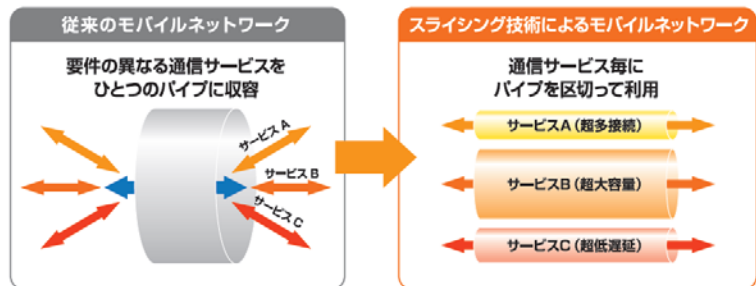 従来のモバイルネットワーク
要件の異なる通信サービスを
ひとつのパイプに収容
サービスA
サービスB
サービスC
スライシング技術によるモバイルネットワーク
通信サービス毎に
パイプを区切って利用
サービスA（超多接続）
サービスB（超大容量）
サービスC（超低遅延）